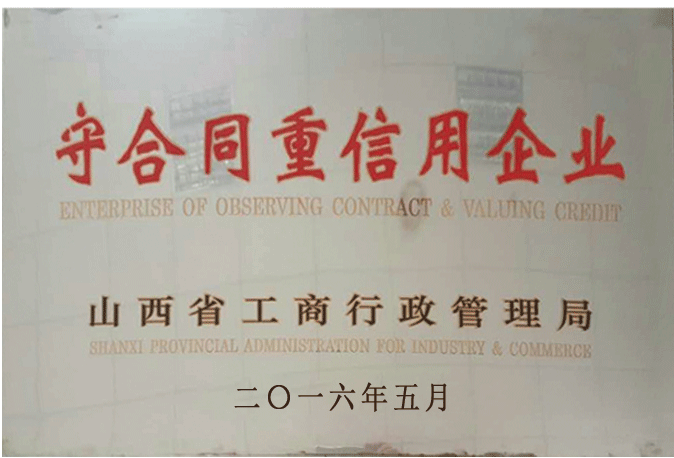 守合同重信用企业
ENTERPRISE OF OBSERVING CONTRACT & VALUING CREDIT
山西省工商行政管理局
SHANXI PROVINCIAL ADMINISTRATION FOR INDUSTRY & COMMERCE
二〇一六年五月